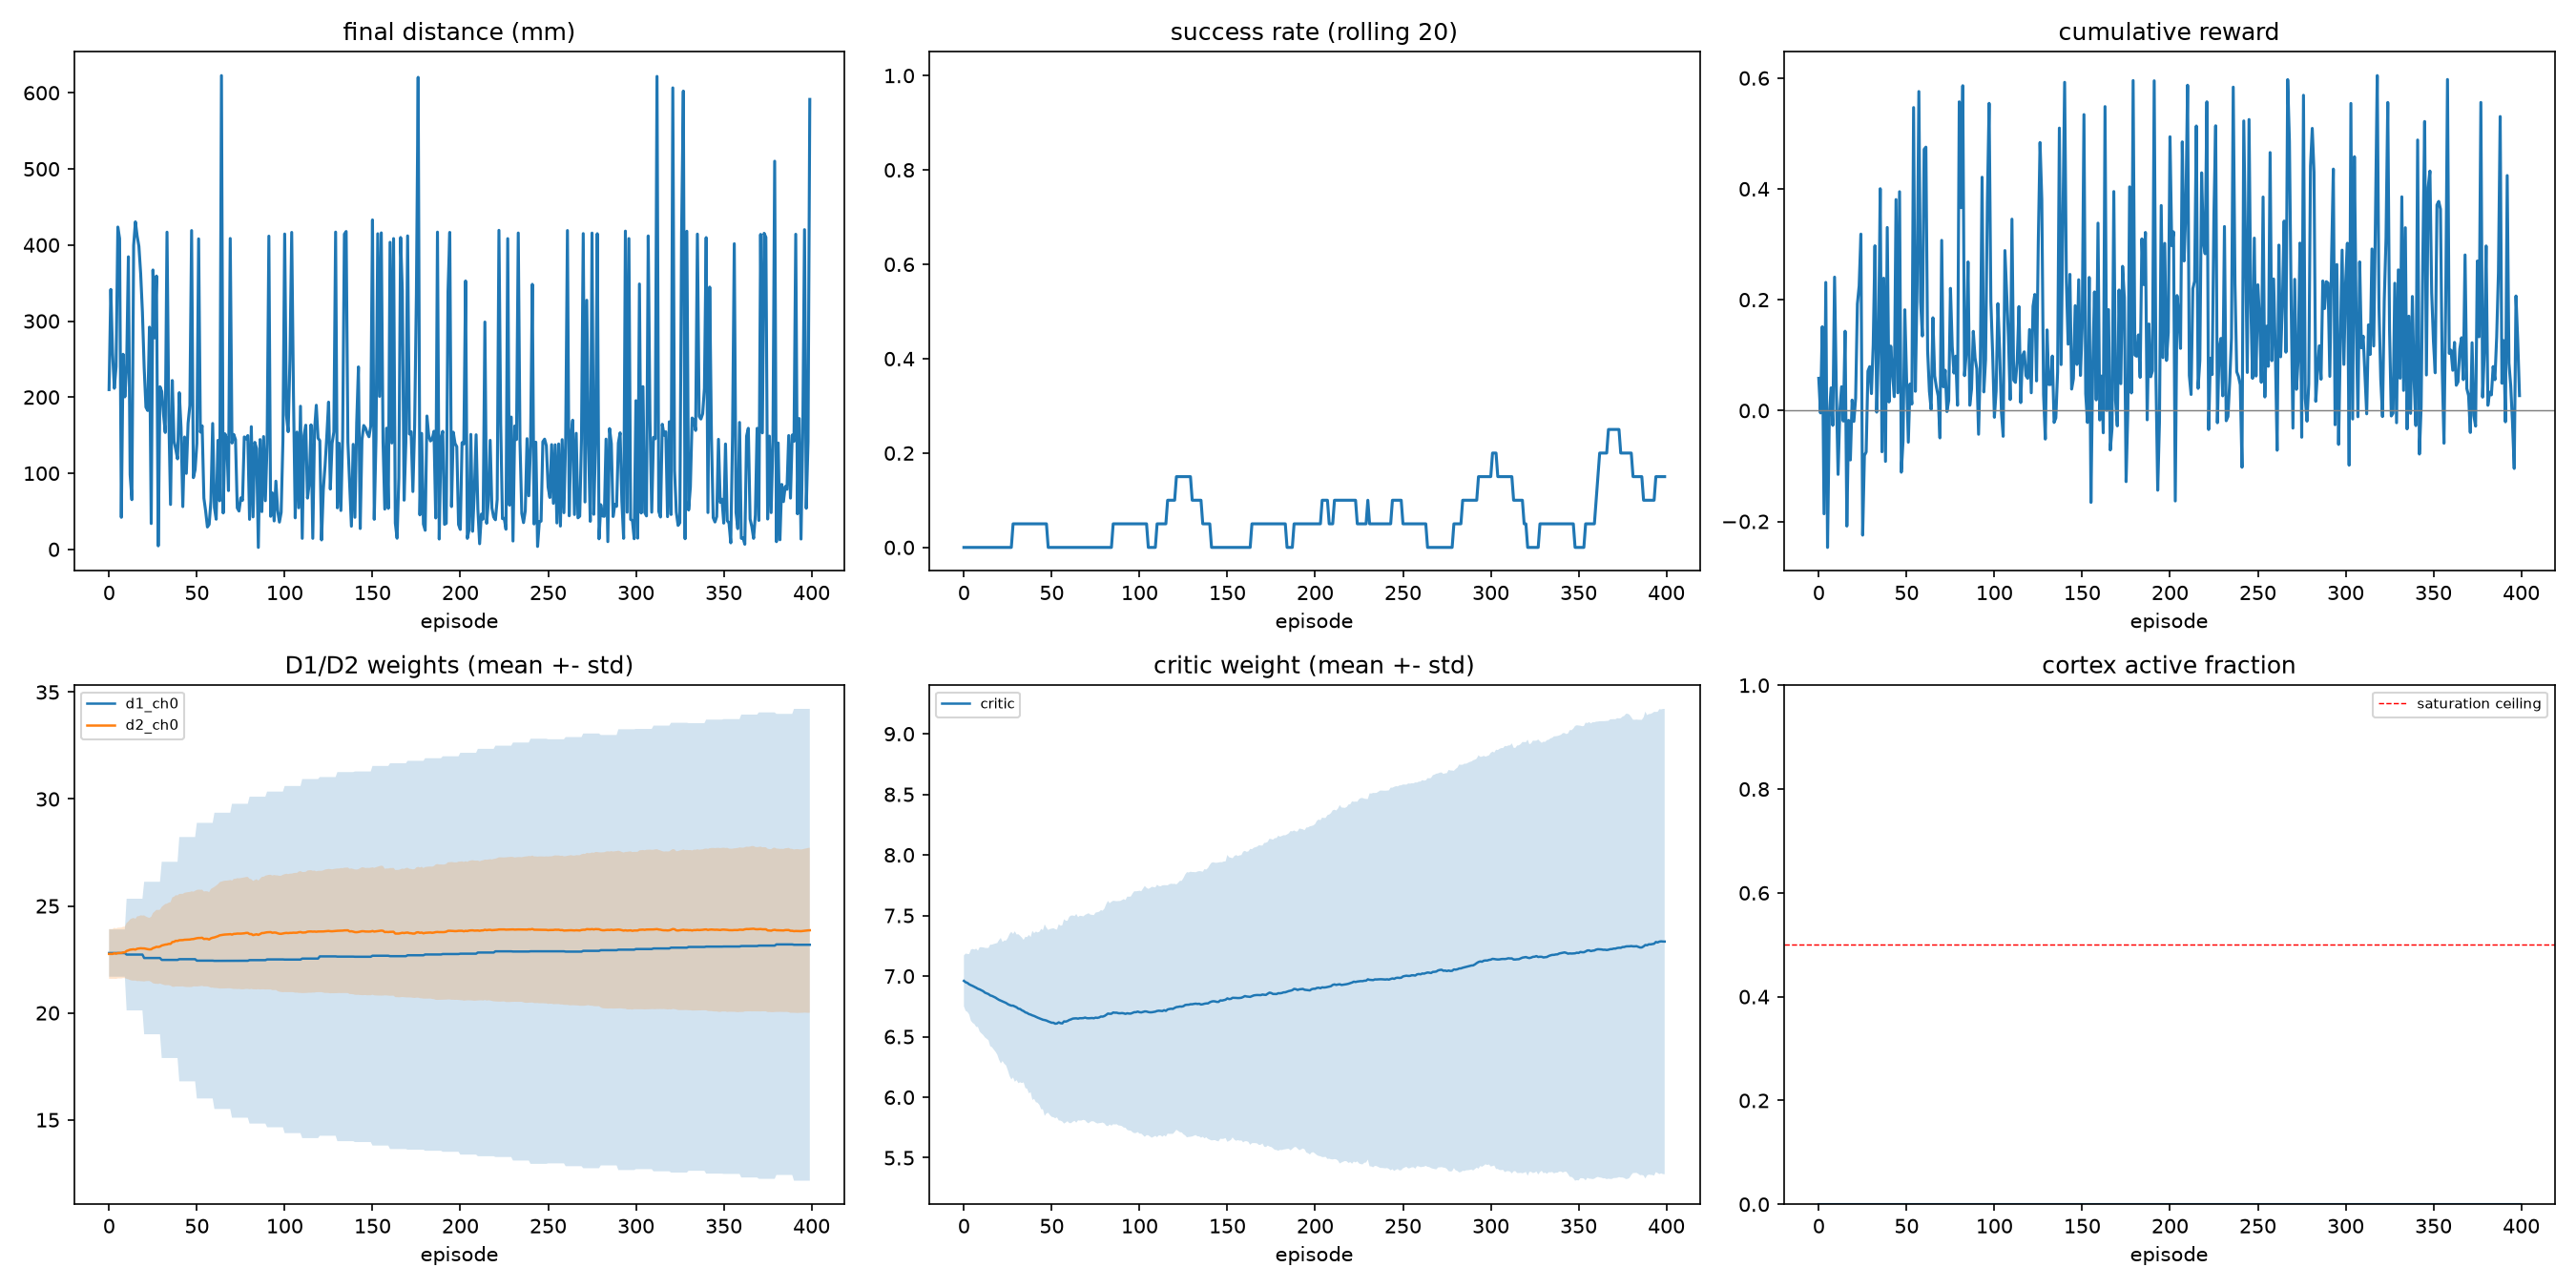 final distance (mm)
600
500
400
300
200
100
0
0 50 100 150 200 250 300 350 400
episode
success rate (rolling 20)
1.0
0.8
0.6
0.4
0.2
0.0
0 50 100 150 200 250 300 350 400
episode
cumulative reward
0.6
0.4
0.2
0.0
−0.2
0 50 100 150 200 250 300 350 400
episode
D1/D2 weights (mean +- std)
d1_ch0
d2_ch0
35
30
25
20
15
0 50 100 150 200 250 300 350 400
episode
critic weight (mean +- std)
critic
9.0
8.5
8.0
7.5
7.0
6.5
6.0
5.5
0 50 100 150 200 250 300 350 400
episode
cortex active fraction
saturation ceiling
1.0
0.8
0.6
0.4
0.2
0.0
0 50 100 150 200 250 300 350 400
episode